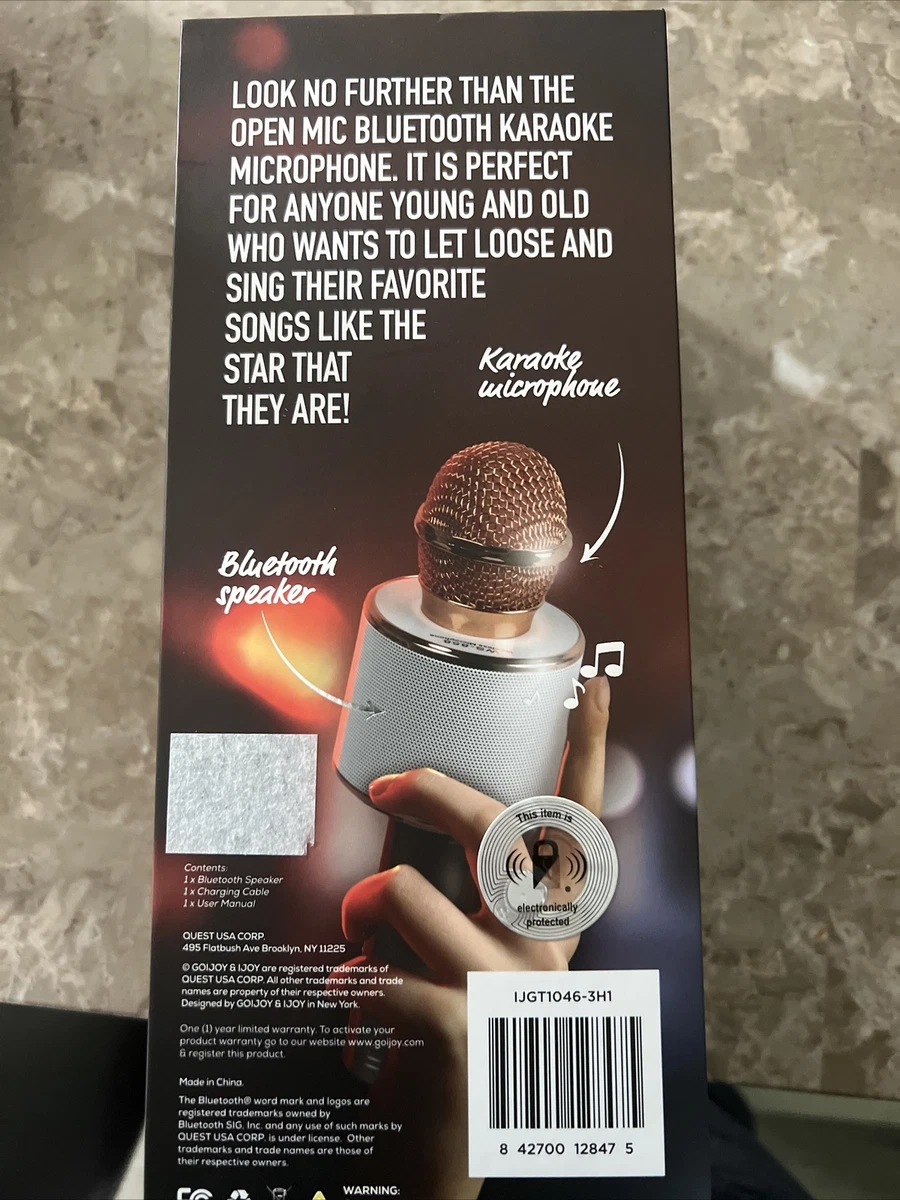 LOOK NO FURTHER THAN THE
OPEN MIC BLUETOOTH KARAOKE
MICROPHONE. IT IS PERFECT
FOR ANYONE YOUNG AND OLD
WHO WANTS TO LET LOOSE AND
SING THEIR FAVORITE
SONGS LIKE THE
STAR THAT
THEY ARE!
Karaoke
microphone
Bluetooth
speaker
This item is
electronically
protected
Contents:
1 x Bluetooth Speaker
1 x Charging Cable
1 x User Manual
QUEST USA CORP.
495 Flatbush Ave Brooklyn, NY 11225
© GOIJOY & IJOY are registered trademarks of
QUEST USA CORP. All other trademarks and trade
names are property of their respective owners.
Designed by GOIJOY & IJOY in New York.
One (1) year limited warranty. To activate your
product warranty go to our website www.goijoy.com
& register this product.
Made in China.
The Bluetooth® word mark and logos are
registered trademarks owned by
Bluetooth SIG, Inc. and any use of such marks by
QUEST USA CORP. is under license. Other
trademarks and trade names are those of
their respective owners.
WARNING:
IJGT1046-3H1
8 42700 12847 5